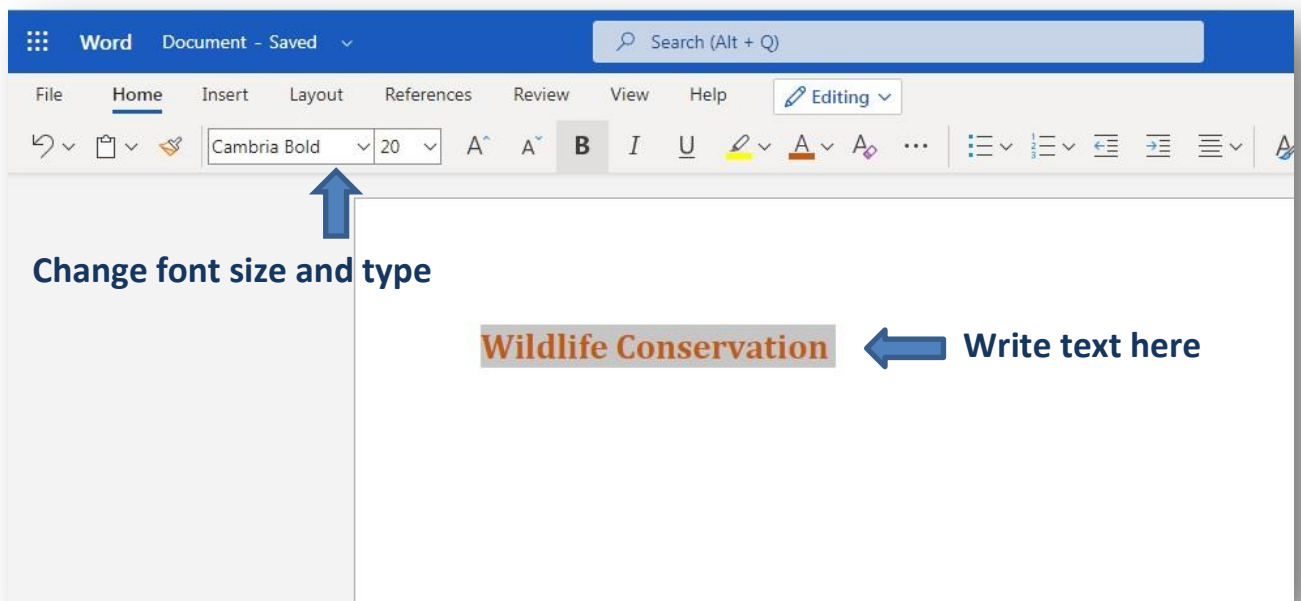 Word Document - Saved Search (Alt + Q)
File Home Insert Layout References Review View Help Editing
Cambria Bold 20 A A B I U A A
Change font size and type
Wildlife Conservation Write text here